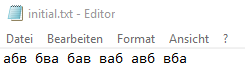 initial.txt - Editor
Datei Bearbeiten Format Ansicht ?
абв бва бав ваб авб вба